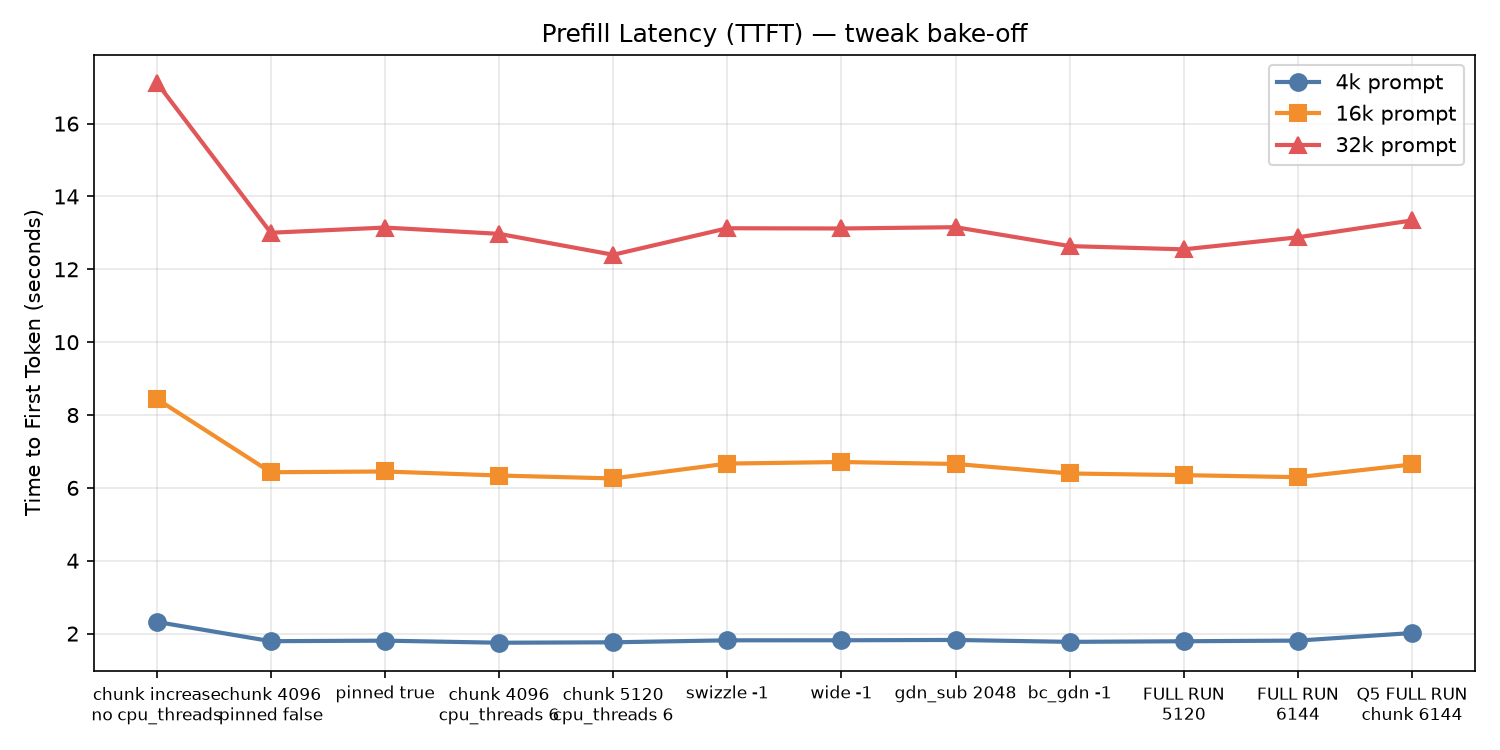 Prefill Latency (TTFT) — tweak bake-off
4k prompt
16k prompt
32k prompt
Time to First Token (seconds)
16
14
12
10
8
6
4
2
chunk increase
no cpu_threads
chunk 4096
pinned false
pinned true
chunk 4096
cpu_threads 6
chunk 5120
cpu_threads 6
swizzle -1
wide -1
gdn_sub 2048
bc_gdn -1
FULL RUN
5120
FULL RUN
6144
Q5 FULL RUN
chunk 6144